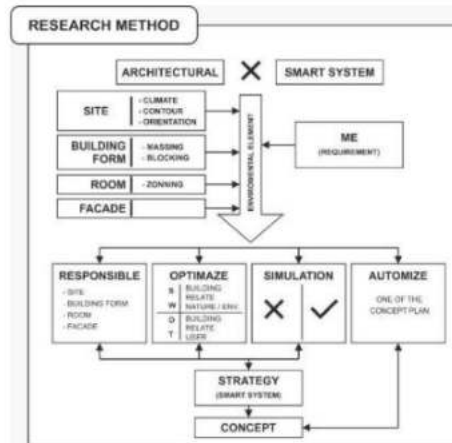 RESEARCH METHOD
ARCHITECTURAL
SMART SYSTEM
SITE
- CLIMATE
- CONTOUR
- ORIENTATION
BUILDING
FORM
- MASSING
- BLOCKING
ROOM
- ZONNING
FACADE
ENVIROMENTAL ELEMENT
ME
(REQUIREMENT)
RESPONSIBLE
- SITE
- BUILDING FORM
- ROOM
- FACADE
OPTIMAZE
S
W
BUILDING
RELATE
NATURE / ENV.
O
T
BUILDING
RELATE
USER
SIMULATION
AUTOMIZE
ONE OF THE
CONCEPT PLAN
STRATEGY
(SMART SYSTEM)
CONCEPT